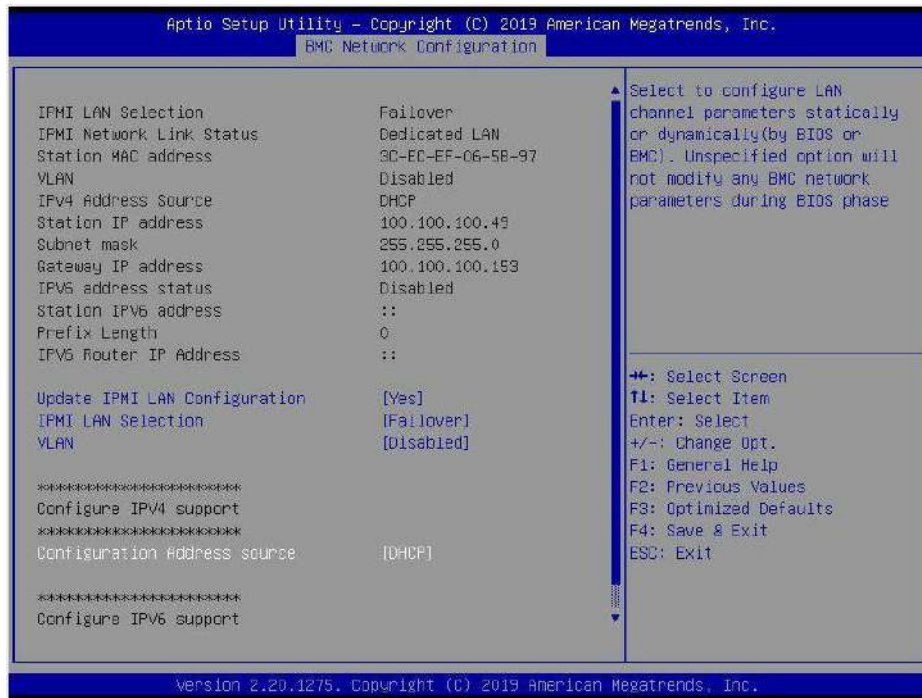 Aptio Setup Utility – Copyright (C) 2019 American Megatrends, Inc.
BMC Network Configuration
IPMI LAN Selection Failover
IPMI Network Link Status Dedicated LAN
Station MAC address 3C-EC-EF-06-5B-97
VLAN Disabled
IPv4 Address Source DHCP
Station IP address 100.100.100.49
Subnet mask 255.255.255.0
Gateway IP address 100.100.100.153
IPV6 address status Disabled
Station IPV6 address ::
Prefix Length 0
IPV6 Router IP Address ::
Update IPMI LAN Configuration [Yes]
IPMI LAN Selection [Failover]
VLAN [Disabled]
***********************
Configure IPV4 support
***********************
Configuration Address source [DHCP]
***********************
Configure IPV6 support
Select to configure LAN
channel parameters statically
or dynamically(by BIOS or
BMC). Unspecified option will
not modify any BMC network
parameters during BIOS phase
→←: Select Screen
↑↓: Select Item
Enter: Select
+/-: Change Opt.
F1: General Help
F2: Previous Values
F3: Optimized Defaults
F4: Save & Exit
ESC: Exit
Version 2.20.1275. Copyright (C) 2019 American Megatrends, Inc.